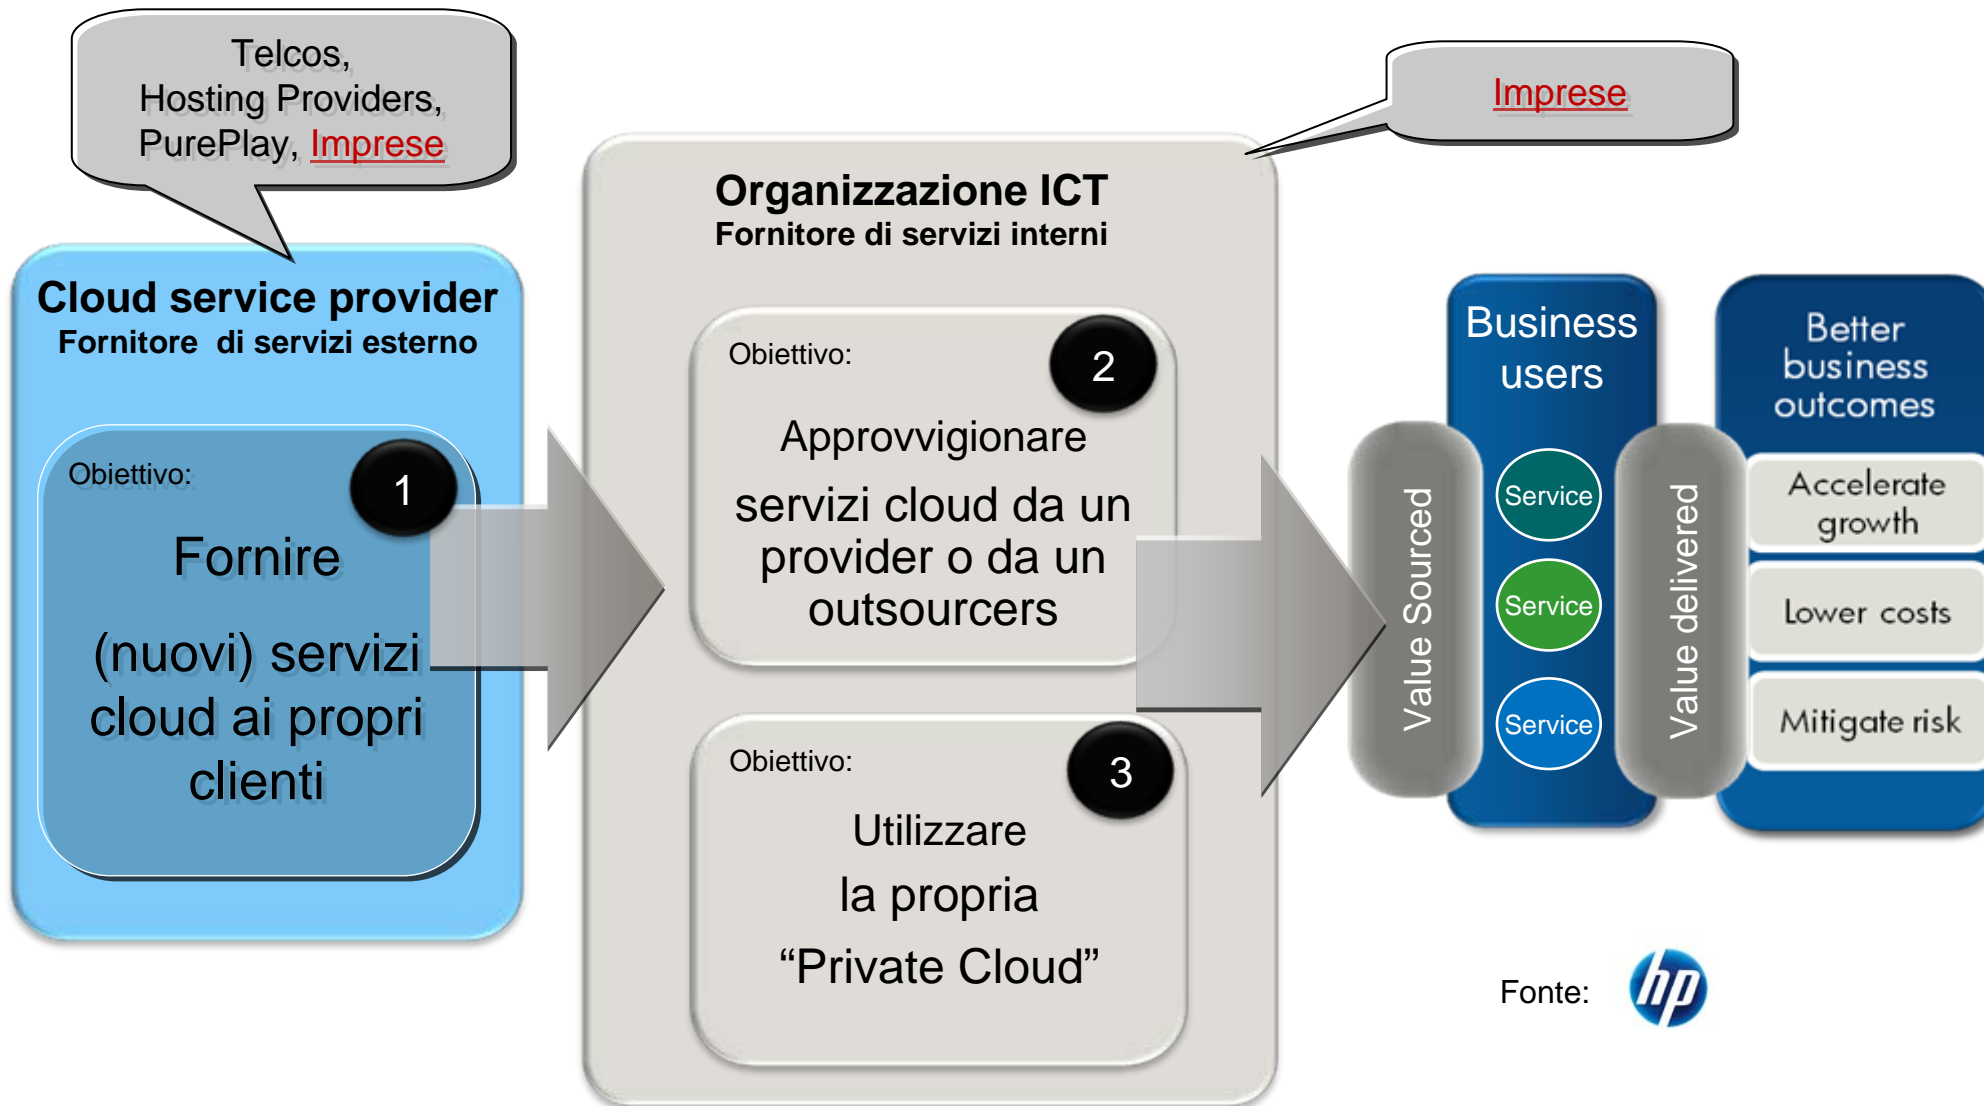 Telcos,
Hosting Providers,
PurePlay, Imprese
Imprese
Cloud service provider
Fornitore di servizi esterno
Obiettivo:
1
Fornire
(nuovi) servizi
cloud ai propri
clienti
Organizzazione ICT
Fornitore di servizi interni
Obiettivo:
2
Approvvigionare
servizi cloud da un
provider o da un
outsourcers
Obiettivo:
3
Utilizzare
la propria
“Private Cloud”
Value Sourced
Business
users
Service
Service
Service
Value delivered
Better
business
outcomes
Accelerate
growth
Lower costs
Mitigate risk
Fonte:
hp